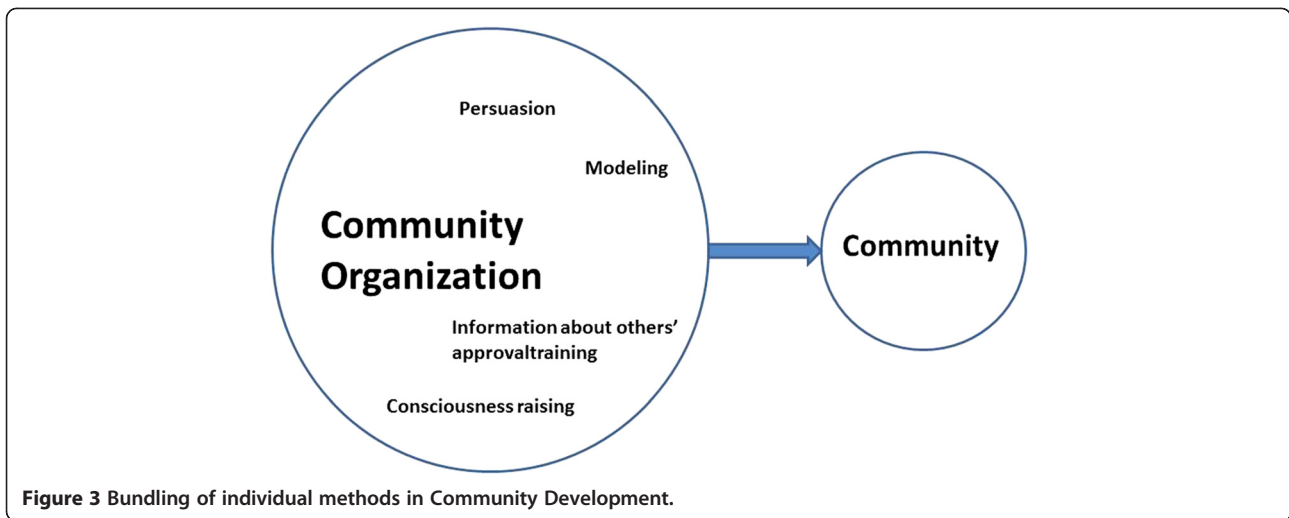 Persuasion
Modeling
Community
Organization
Information about others’
approvaltraining
Consciousness raising
Community
Figure 3 Bundling of individual methods in Community Development.